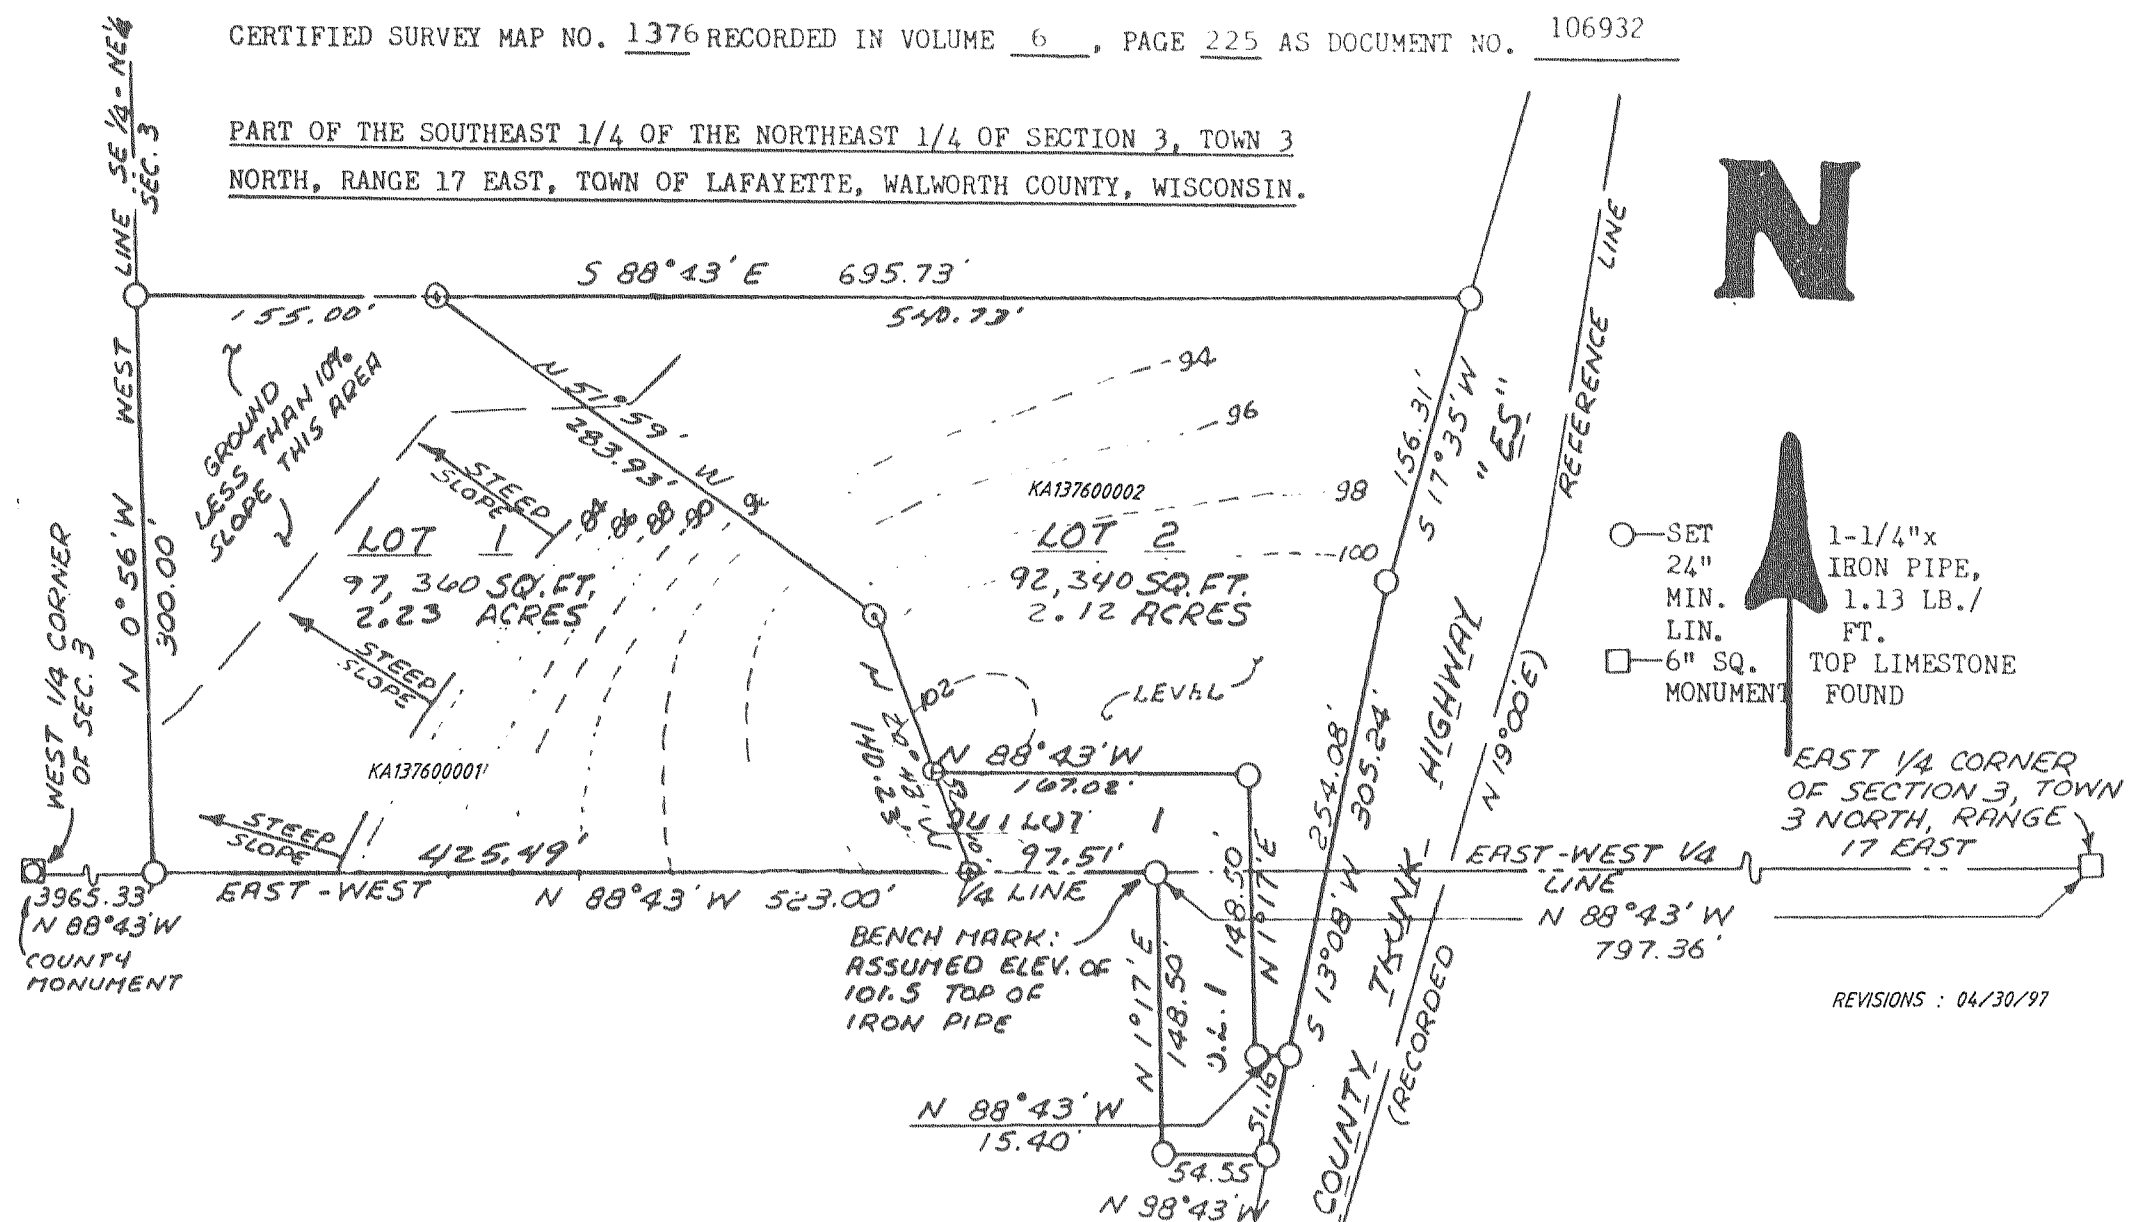 CERTIFIED SURVEY MAP NO. 1376 RECORDED IN VOLUME 6, PAGE 225 AS DOCUMENT NO. 106932
PART OF THE SOUTHEAST 1/4 OF THE NORTHEAST 1/4 OF SECTION 3, TOWN 3
NORTH, RANGE 17 EAST, TOWN OF LAFAYETTE, WALWORTH COUNTY, WISCONSIN.
WEST LINE SE 1/4 - NE 1/4
SEC. 3
N
S 88°43' E 695.73'
155.00'
540.73'
GROUND
LESS THAN 10%
SLOPE THIS AREA
N 51°59' W
283.93'
94
96
98
100
102
STEEP
SLOPE
KA137600002
LOT 1
97,360 SQ.FT.
2.23 ACRES
LOT 2
92,340 SQ.FT.
2.12 ACRES
156.31'
S 17°35' W
"ES"
REFERENCE LINE
WEST 1/4 CORNER
OF SEC. 3
N 0°56' W
300.00'
STEEP
SLOPE
LEVEL
140.23'
KA137600001
N 88°43' W
167.02'
OUTLOT 1
97.51'
STEEP
SLOPE
425.49'
EAST-WEST
N 88°43' W 523.00'
1/4 LINE
3965.33'
N 88°43' W
COUNTY
MONUMENT
BENCH MARK:
ASSUMED ELEV. OF
101.5 TOP OF
IRON PIPE
N 1°17' E
148.50'
O.L. 1
148.50'
N 1°17' E
254.08'
305.24'
S 13°08' W
COUNTY TRUNK HIGHWAY
(RECORDED N 19°00'E)
SET 1-1/4"x
24" IRON PIPE,
MIN. 1.13 LB./
LIN. FT.
6" SQ. TOP LIMESTONE
MONUMENT FOUND
EAST 1/4 CORNER
OF SECTION 3, TOWN
3 NORTH, RANGE
17 EAST
EAST-WEST 1/4
LINE
N 88°43' W
797.36'
REVISIONS : 04/30/97
N 88°43' W
15.40'
51.16
54.55
N 98°43' W